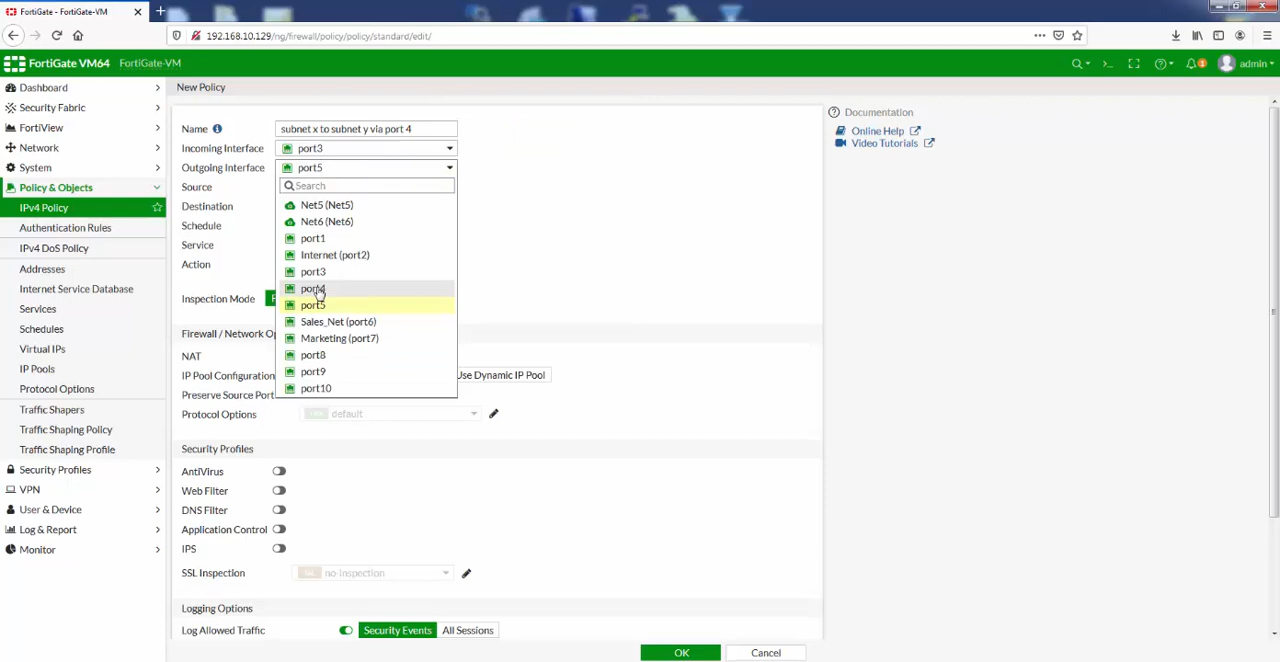 FortiGate - FortiGate-VM
192.168.10.129/ng/firewall/policy/policy/standard/edit/
FortiGate VM64 FortiGate-VM
1 admin
Dashboard
Security Fabric
FortiView
Network
System
Policy & Objects
IPv4 Policy
Authentication Rules
IPv4 DoS Policy
Addresses
Internet Service Database
Services
Schedules
Virtual IPs
IP Pools
Protocol Options
Traffic Shapers
Traffic Shaping Policy
Traffic Shaping Profile
Security Profiles
VPN
User & Device
Log & Report
Monitor
New Policy
Name subnet x to subnet y via port 4
Incoming Interface port3
Outgoing Interface port5
Source
Destination
Schedule
Service
Action
Search
Net5 (Net5)
Net6 (Net6)
port1
Internet (port2)
port3
port4
port5
Sales_Net (port6)
Marketing (port7)
port8
port9
port10
Inspection Mode
Firewall / Network Op
NAT
IP Pool Configuration Use Dynamic IP Pool
Preserve Source Port
Protocol Options default
Security Profiles
AntiVirus
Web Filter
DNS Filter
Application Control
IPS
SSL Inspection no-inspection
Logging Options
Log Allowed Traffic Security Events All Sessions
OK Cancel
Documentation
Online Help
Video Tutorials